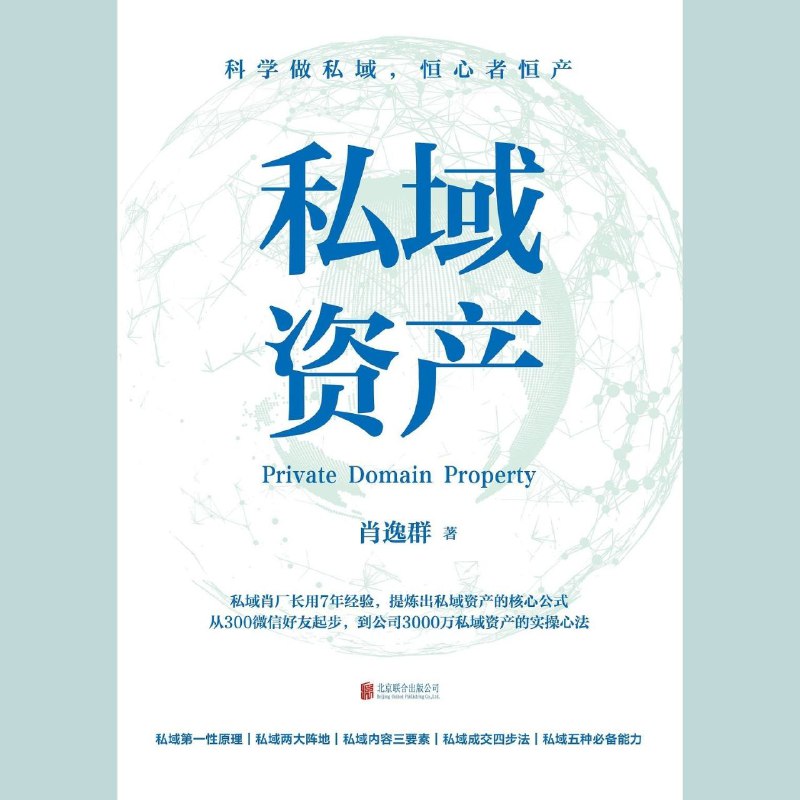 科学做私域，恒心者恒产
私域
资产
Private Domain Property
肖逸群 著
私域肖厂长用7年经验，提炼出私域资产的核心公式
从300微信好友起步，到公司3000万私域资产的实操心法
北京联合出版公司
Beijing United Publishing Co.,Ltd.
私域第一性原理｜私域两大阵地｜私域内容三要素｜私域成交四步法｜私域五种必备能力